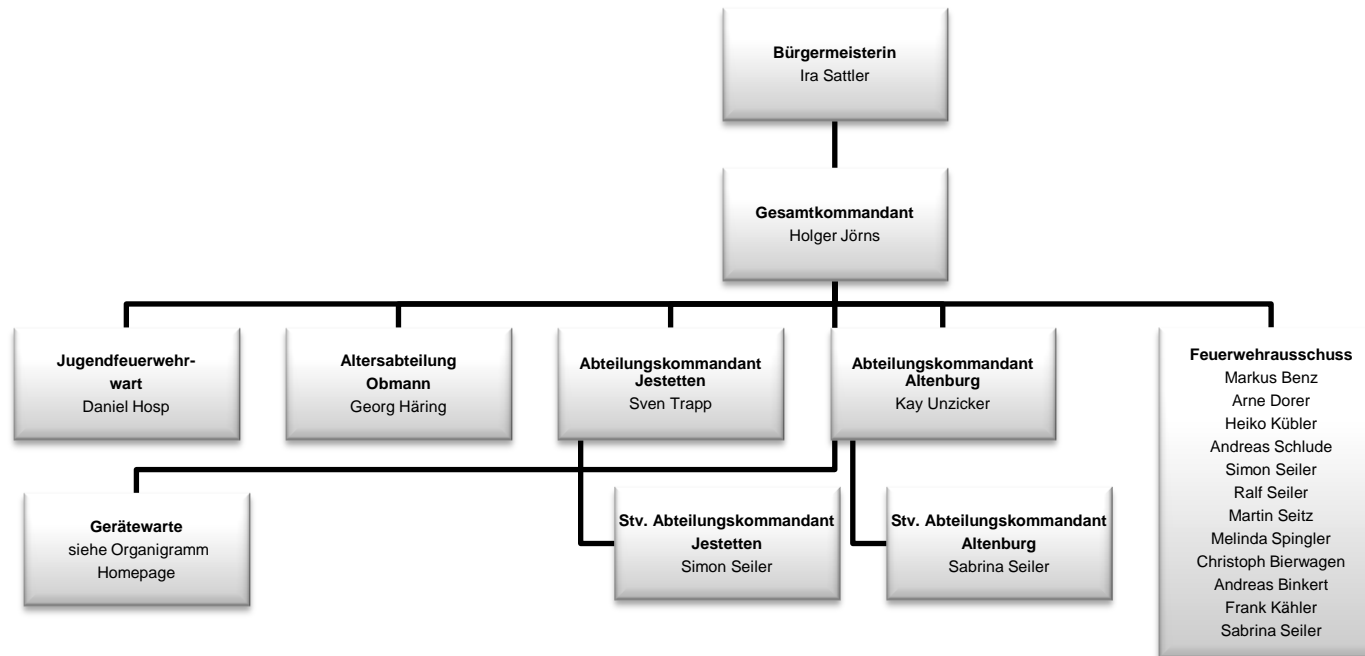 Bürgermeisterin
Ira Sattler
Gesamtkommandant
Holger Jörns
Jugendfeuerwehr-
wart
Daniel Hosp
Altersabteilung
Obmann
Georg Häring
Abteilungskommandant
Jestetten
Sven Trapp
Abteilungskommandant
Altenburg
Kay Unzicker
Feuerwehrausschuss
Markus Benz
Arne Dorer
Heiko Kübler
Andreas Schlude
Simon Seiler
Ralf Seiler
Martin Seitz
Melinda Spingler
Christoph Bierwagen
Andreas Binkert
Frank Kähler
Sabrina Seiler
Gerätewarte
siehe Organigramm
Homepage
Stv. Abteilungskommandant
Jestetten
Simon Seiler
Stv. Abteilungskommandant
Altenburg
Sabrina Seiler